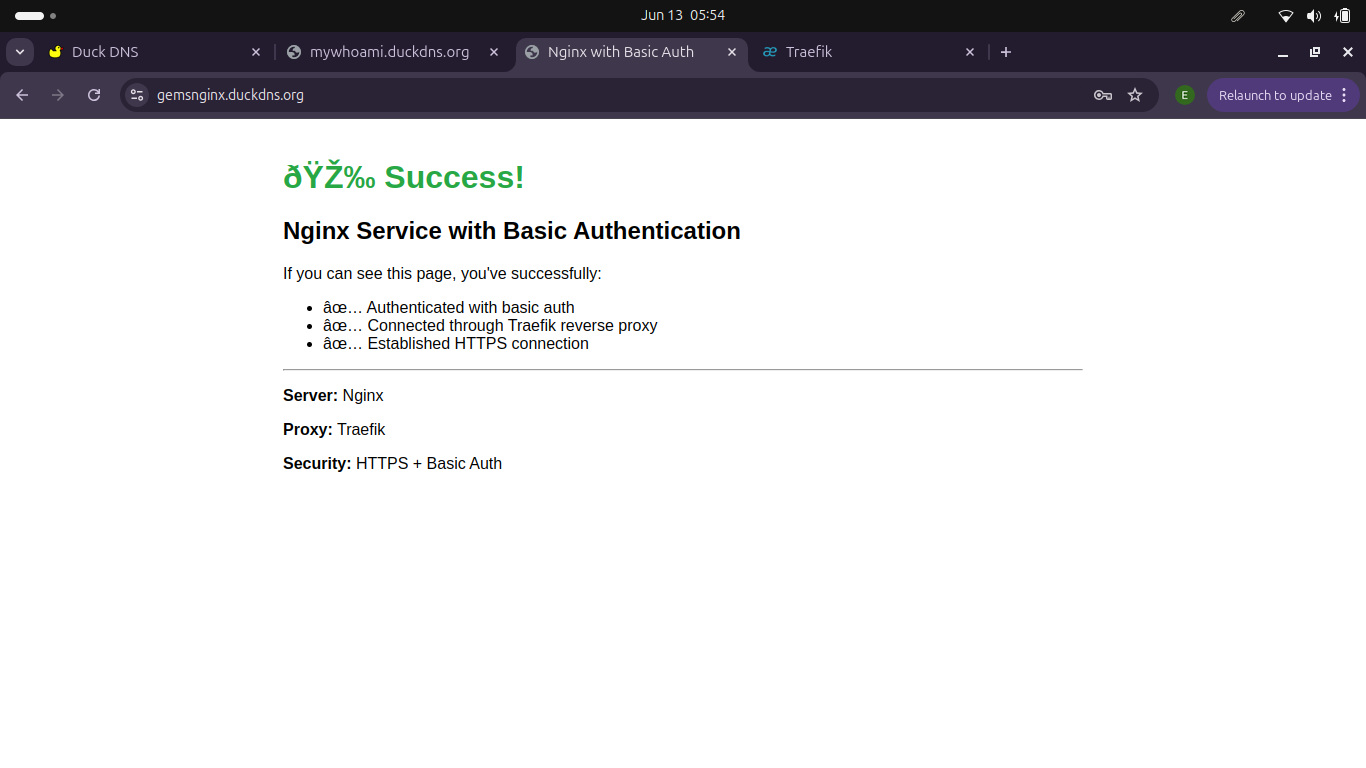 Jun 13 05:54
Duck DNS
mywhoami.duckdns.org
Nginx with Basic Auth
Traefik
gemsnginx.duckdns.org
E
Relaunch to update
ðŸŽ‰ Success!
Nginx Service with Basic Authentication
If you can see this page, you've successfully:
• âœ… Authenticated with basic auth
• âœ… Connected through Traefik reverse proxy
• âœ… Established HTTPS connection
Server: Nginx
Proxy: Traefik
Security: HTTPS + Basic Auth